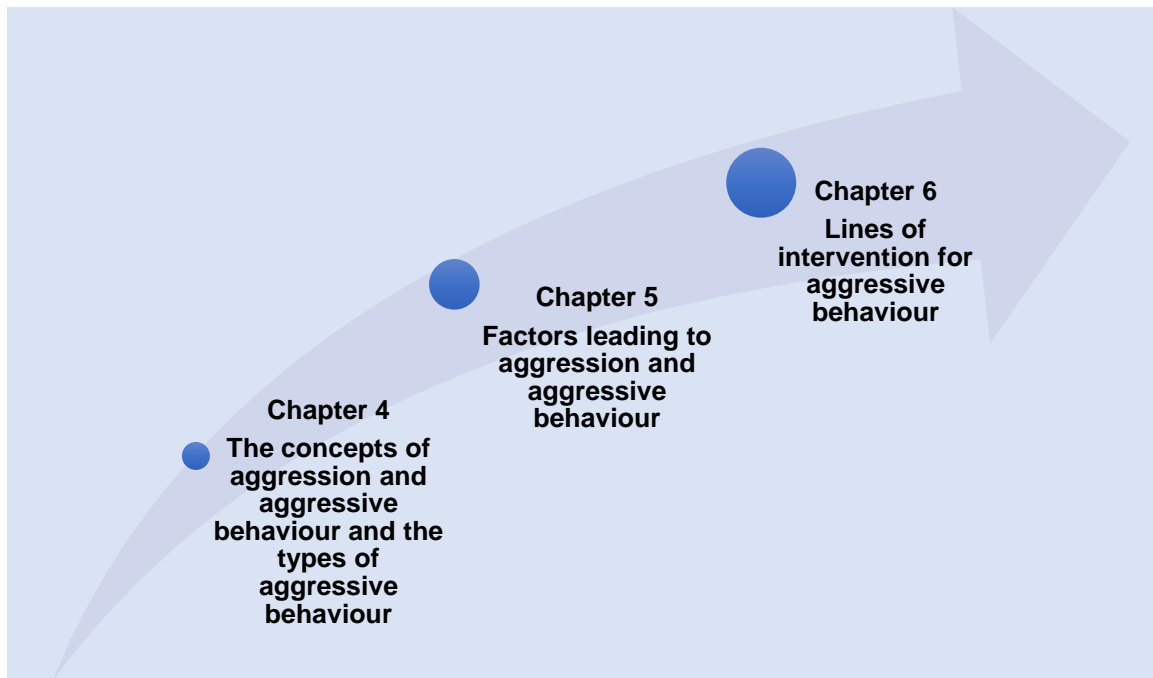 Chapter 4
The concepts of
aggression and
aggressive
behaviour and the
types of
aggressive
behaviour
Chapter 5
Factors leading to
aggression and
aggressive
behaviour
Chapter 6
Lines of
intervention for
aggressive
behaviour